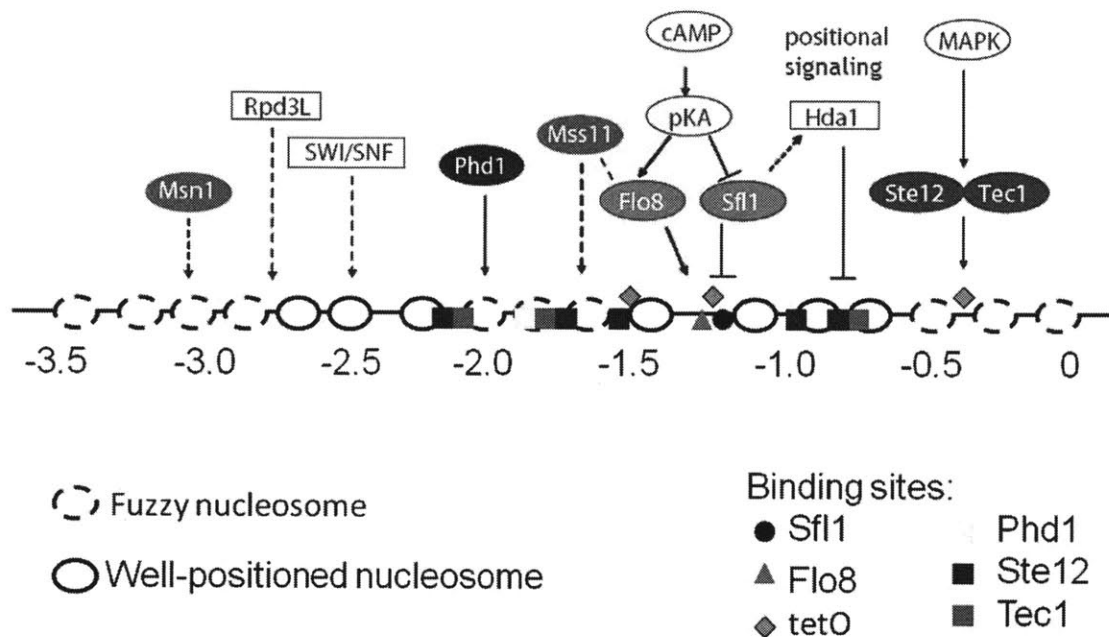 cAMP
positional
signaling
MAPK
Rpd3L
pKA
Hda1
Mss11
SWI/SNF
Phd1
Msn1
Flo8
Sfl1
Ste12
Tec1
-3.5 -3.0 -2.5 -2.0 -1.5 -1.0 -0.5 0
Fuzzy nucleosome
Well-positioned nucleosome
Binding sites:
Sfl1
Flo8
tetO
Phd1
Ste12
Tec1